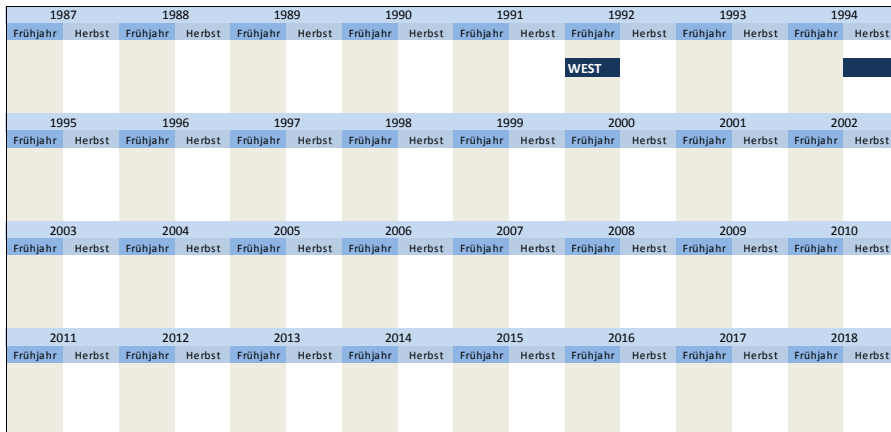 1987 1988 1989 1990 1991 1992 1993 1994
Frühjahr Herbst Frühjahr Herbst Frühjahr Herbst Frühjahr Herbst Frühjahr Herbst Frühjahr Herbst Frühjahr Herbst Frühjahr Herbst
WEST
1995 1996 1997 1998 1999 2000 2001 2002
Frühjahr Herbst Frühjahr Herbst Frühjahr Herbst Frühjahr Herbst Frühjahr Herbst Frühjahr Herbst Frühjahr Herbst Frühjahr Herbst
2003 2004 2005 2006 2007 2008 2009 2010
Frühjahr Herbst Frühjahr Herbst Frühjahr Herbst Frühjahr Herbst Frühjahr Herbst Frühjahr Herbst Frühjahr Herbst Frühjahr Herbst
2011 2012 2013 2014 2015 2016 2017 2018
Frühjahr Herbst Frühjahr Herbst Frühjahr Herbst Frühjahr Herbst Frühjahr Herbst Frühjahr Herbst Frühjahr Herbst Frühjahr Herbst